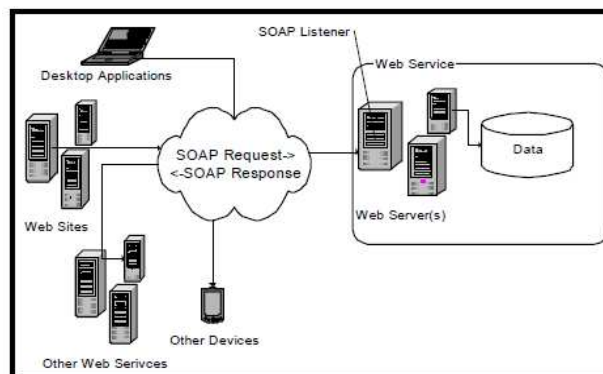 SOAP Listener
Desktop Applications
Web Service
SOAP Request->
<-SOAP Response
Data
Web Sites
Web Server(s)
Other Devices
Other Web Serivces